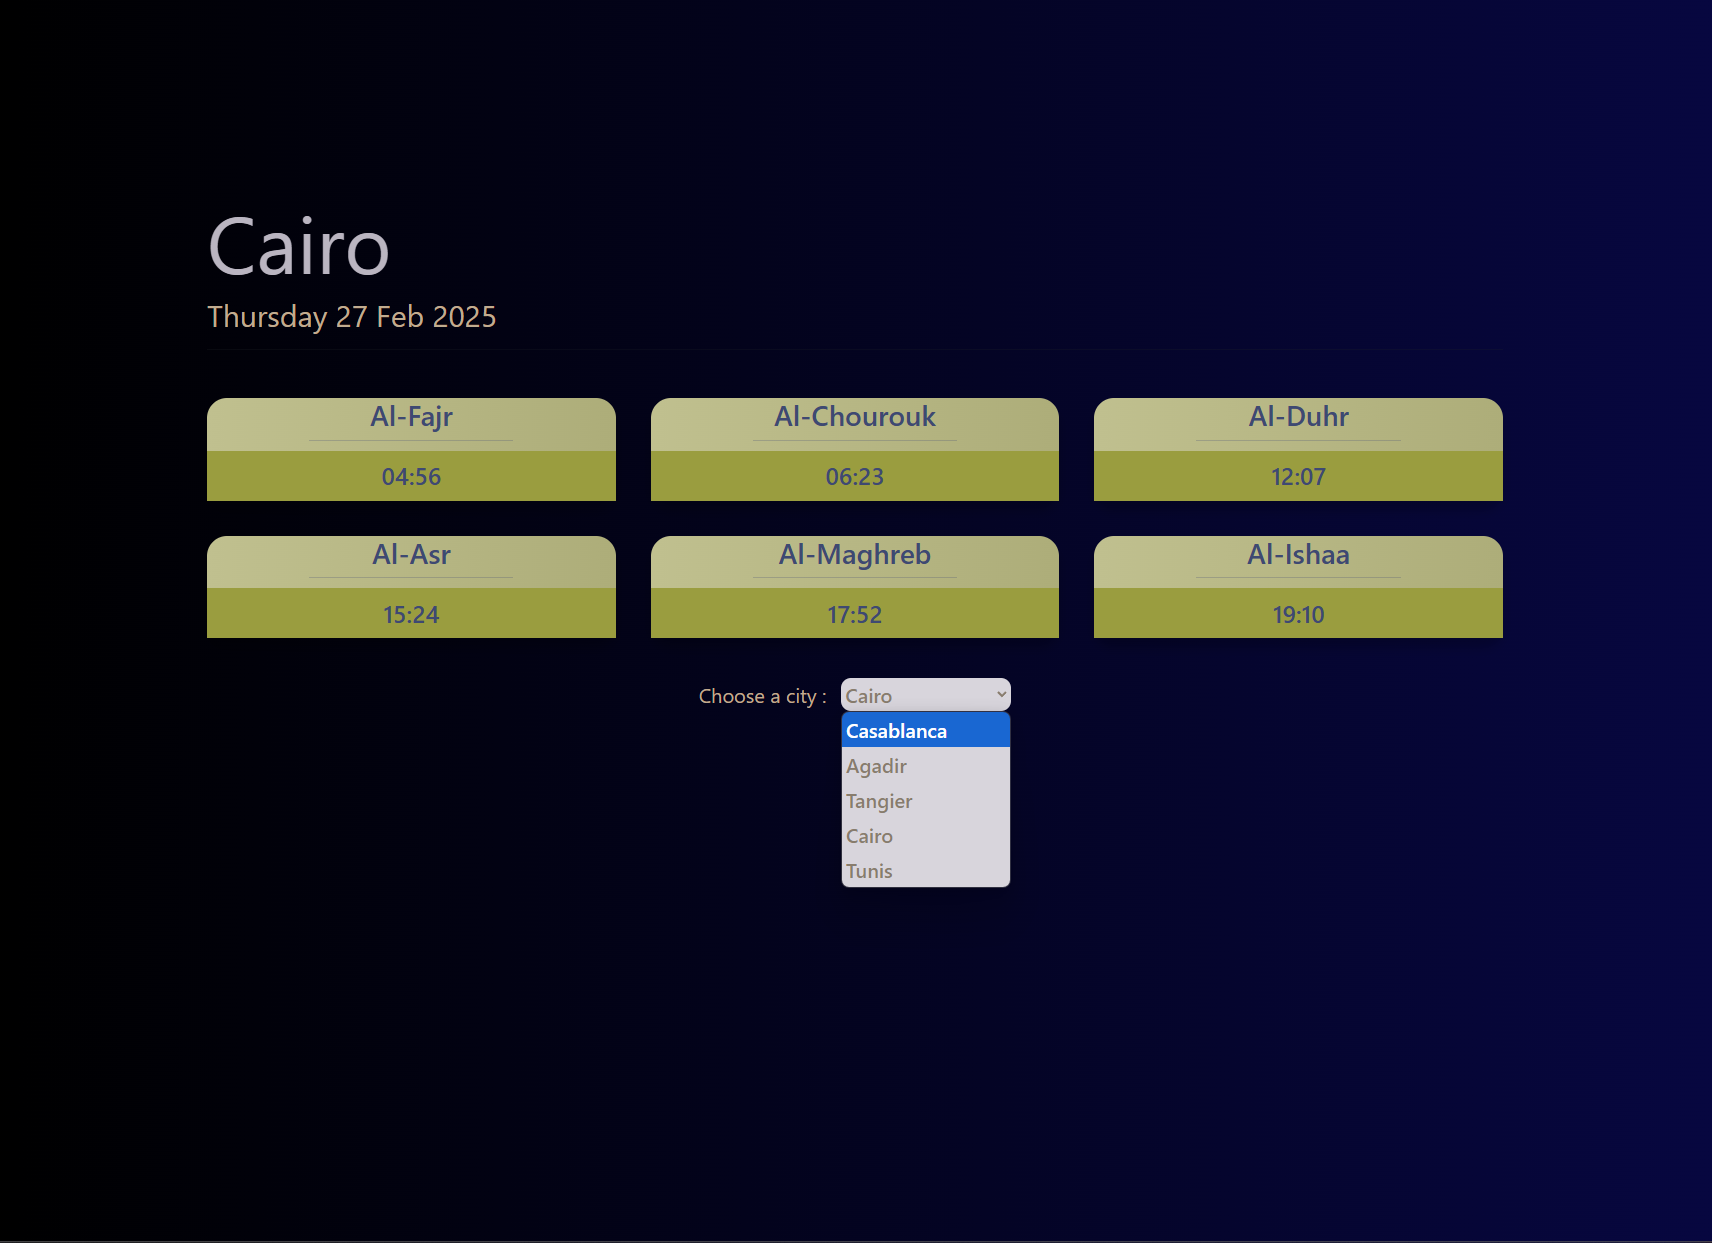 Cairo
Thursday 27 Feb 2025
Al-Fajr
04:56
Al-Chourouk
06:23
Al-Duhr
12:07
Al-Asr
15:24
Al-Maghreb
17:52
Al-Ishaa
19:10
Choose a city : Cairo
Casablanca
Agadir
Tangier
Cairo
Tunis